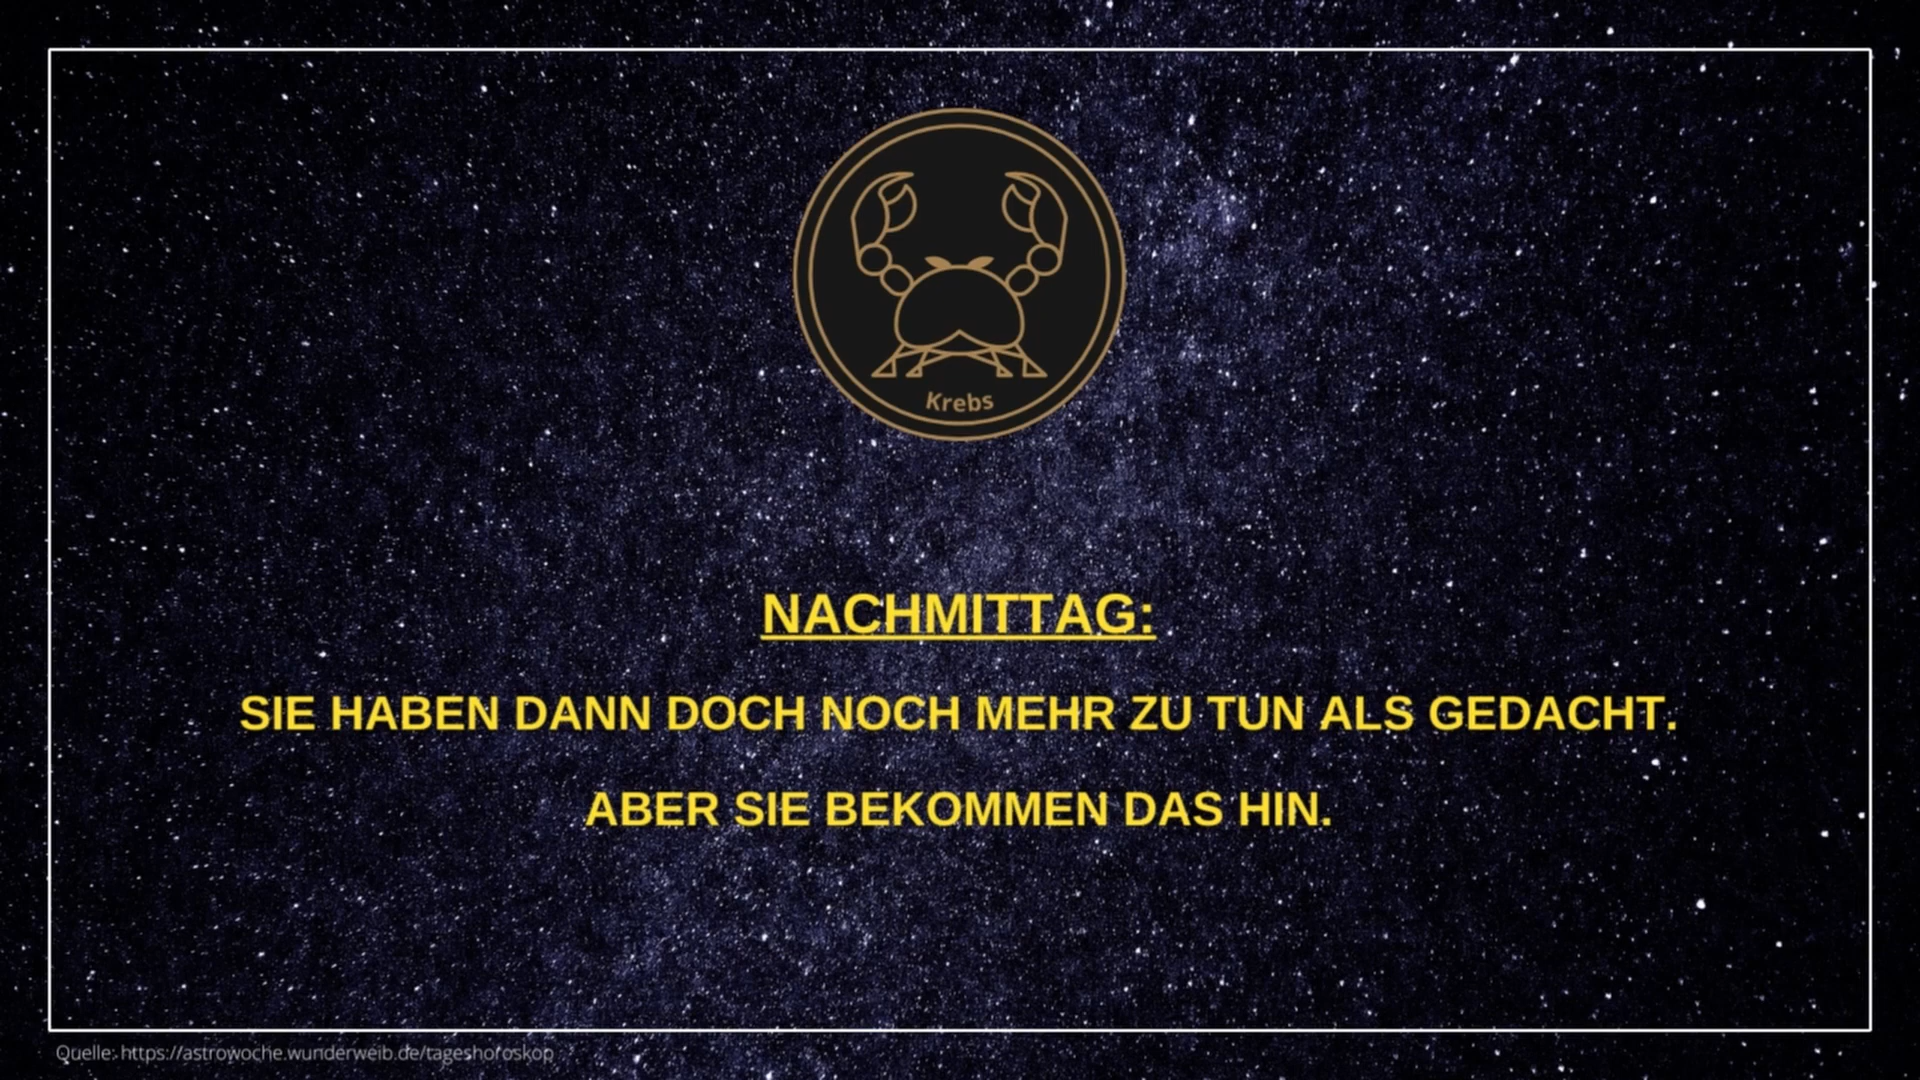 Krebs
NACHMITTAG:
SIE HABEN DANN DOCH NOCH MEHR ZU TUN ALS GEDACHT.
ABER SIE BEKOMMEN DAS HIN.
Quelle: https://astrowoche.wunderweib.de/tageshoroskop